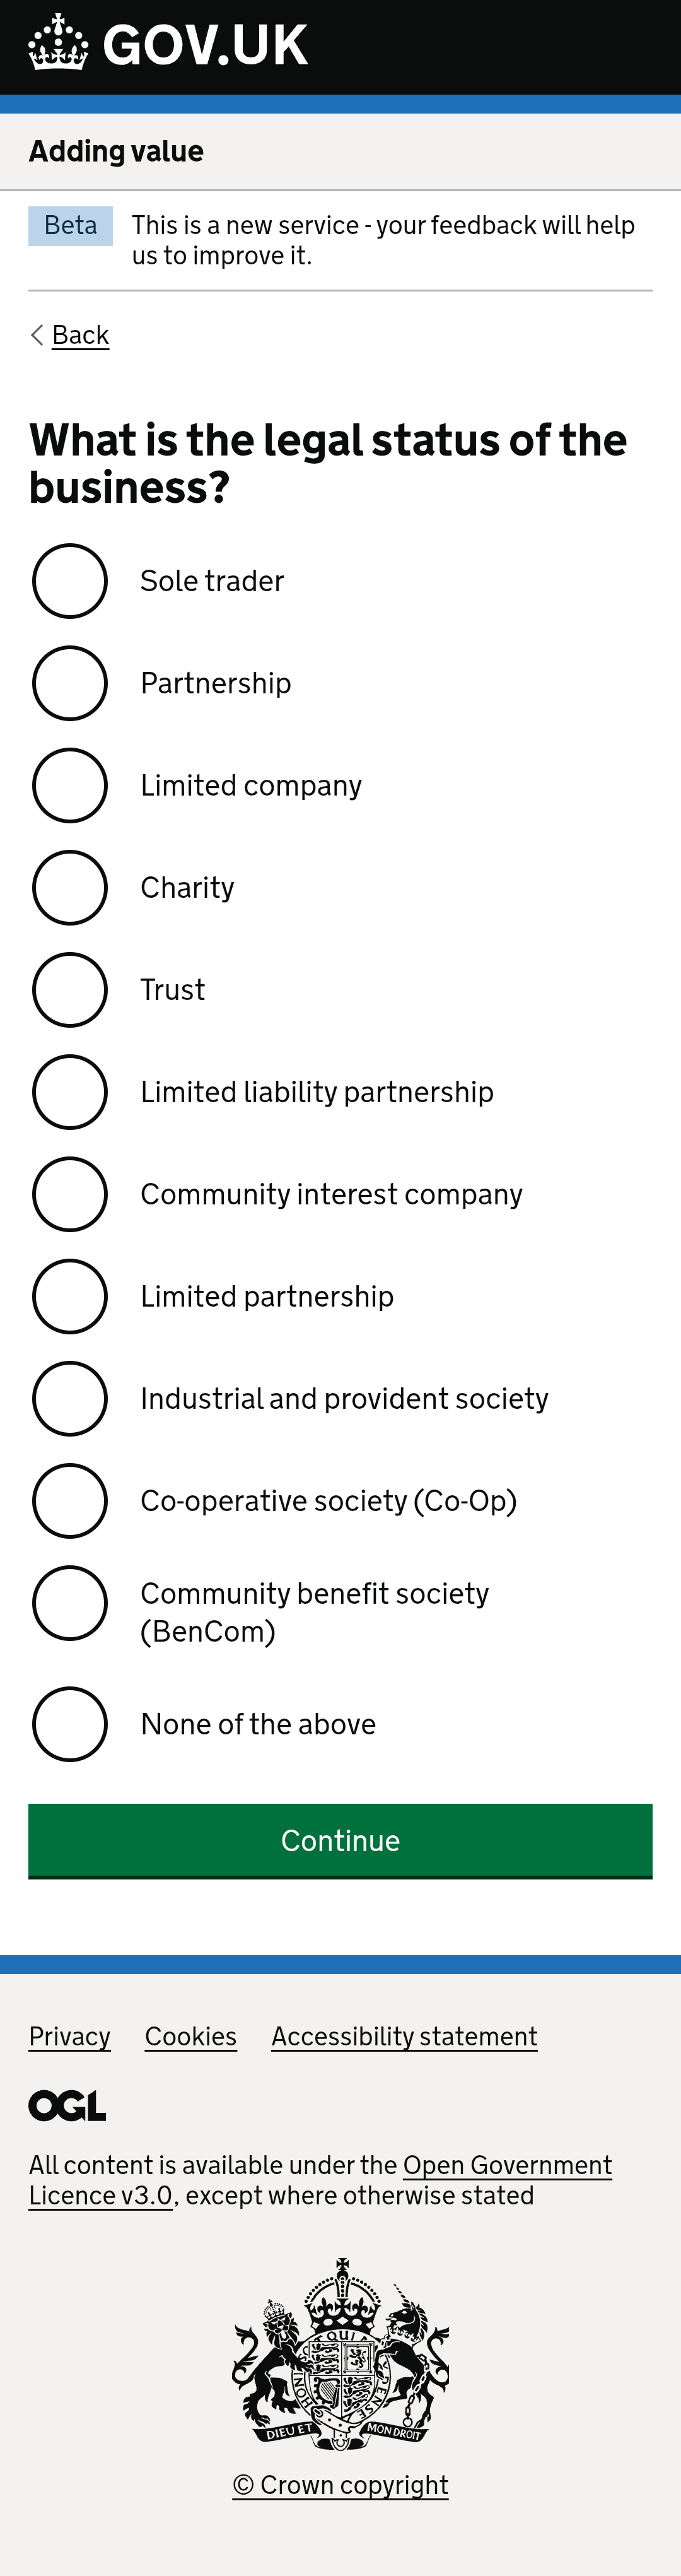 GOV.UK
Adding value
Beta
This is a new service - your feedback will help
us to improve it.
Back
What is the legal status of the
business?
Sole trader
Partnership
Limited company
Charity
Trust
Limited liability partnership
Community interest company
Limited partnership
Industrial and provident society
Co-operative society (Co-Op)
Community benefit society
(BenCom)
None of the above
Continue
Privacy Cookies Accessibility statement
OGL
All content is available under the Open Government
Licence v3.0, except where otherwise stated
DIEU ET MON DROIT
© Crown copyright